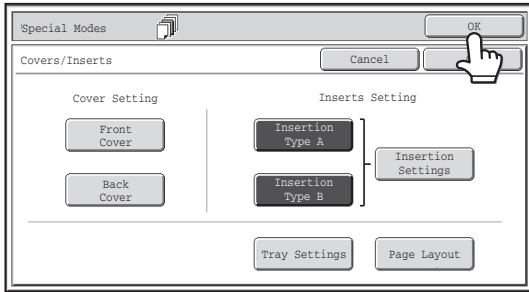 Special Modes
OK
Covers/Inserts
Cancel
Cover Setting
Inserts Setting
Front
Cover
Insertion
Type A
Insertion
Settings
Back
Cover
Insertion
Type B
Tray Settings
Page Layout